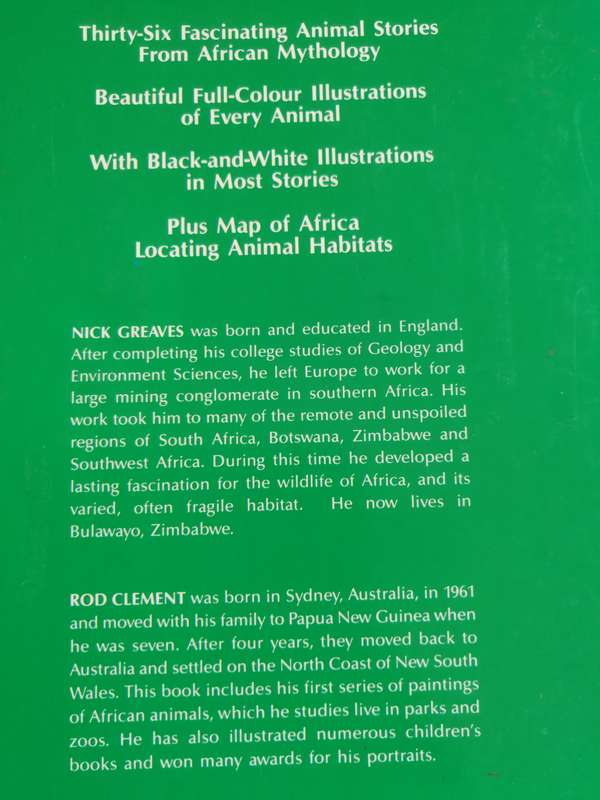 Thirty-Six Fascinating Animal Stories
From African Mythology
Beautiful Full-Colour Illustrations
of Every Animal
With Black-and-White Illustrations
in Most Stories
Plus Map of Africa
Locating Animal Habitats
NICK GREAVES was born and educated in England.
After completing his college studies of Geology and
Environment Sciences, he left Europe to work for a
large mining conglomerate in southern Africa. His
work took him to many of the remote and unspoiled
regions of South Africa, Botswana, Zimbabwe and
Southwest Africa. During this time he developed a
lasting fascination for the wildlife of Africa, and its
varied, often fragile habitat. He now lives in
Bulawayo, Zimbabwe.
ROD CLEMENT was born in Sydney, Australia, in 1961
and moved with his family to Papua New Guinea when
he was seven. After four years, they moved back to
Australia and settled on the North Coast of New South
Wales. This book includes his first series of paintings
of African animals, which he studies live in parks and
zoos. He has also illustrated numerous children's
books and won many awards for his portraits.